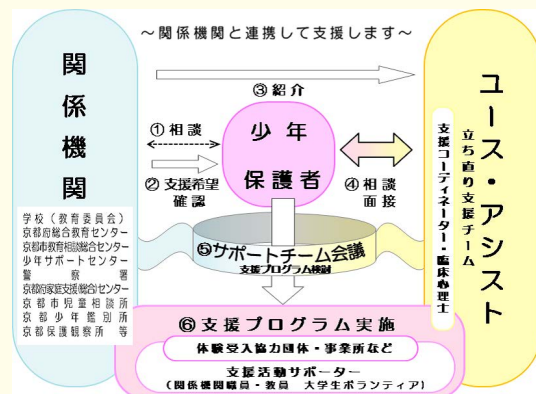 ～関係機関と連携して支援します～
関係機関
学校(教育委員会)
京都府総合教育センター
京都市教育相談総合センター
少年サポートセンター
警察署
京都府家庭支援(総合)センター
京都市児童相談所
京都少年鑑別所
京都保護観察所 等
③紹介
①相談
②支援希望
確認
少年
保護者
④相談
面接
ユース・アシスト
立ち直り支援チーム
支援コーディネーター・臨床心理士
⑤サポートチーム会議
支援プログラム検討
⑥支援プログラム実施
体験受入協力団体・事業所など
支援活動サポーター
(関係機関職員・教員 大学生ボランティア)